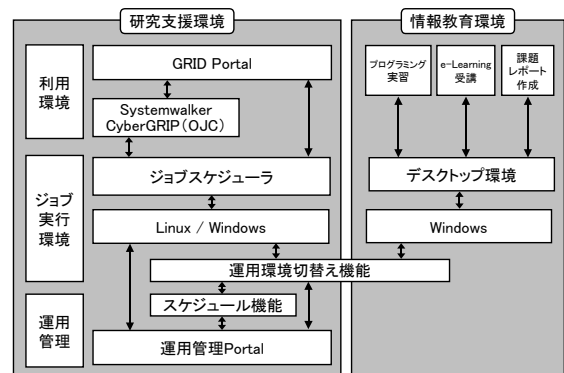 研究支援環境
情報教育環境
利用
環境
GRID Portal
Systemwalker
CyberGRIP(OJC)
プログラミング
実習
e-Learning
受講
課題
レポート
作成
ジョブ
実行
環境
ジョブスケジューラ
デスクトップ環境
Linux / Windows
Windows
運用環境切替え機能
運用
管理
スケジュール機能
運用管理Portal